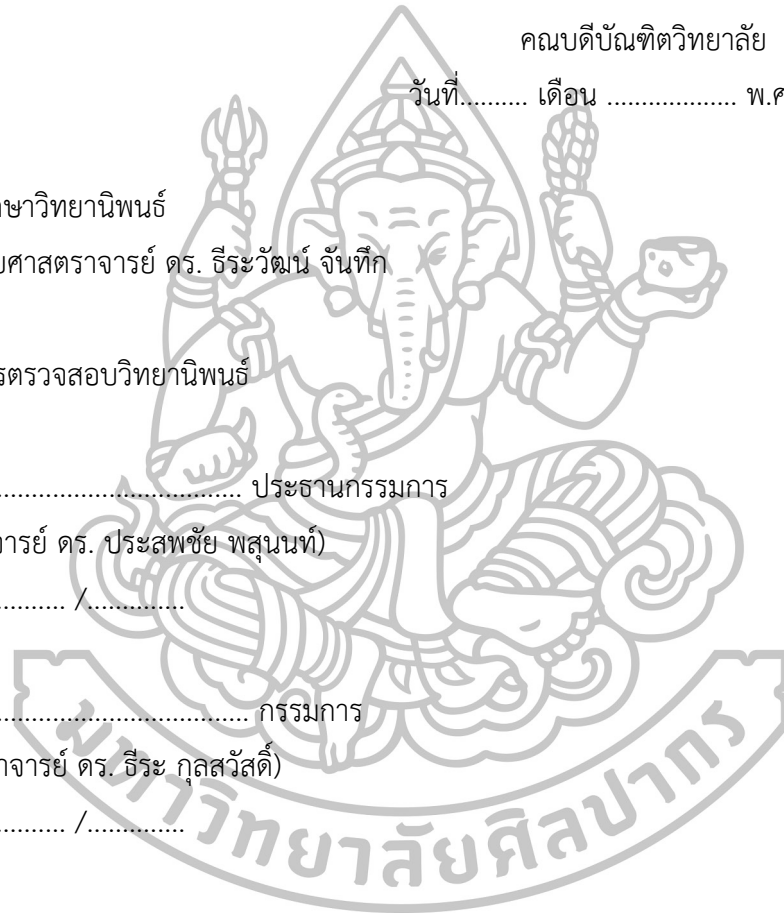 คณบดีบัณฑิตวิทยาลัย
วันที่.......... เดือน .................. พ.ศ
ษาวิทยานิพนธ์
ยศาสตราจารย์ ดร. ธีระวัฒน์ จันทึก
รตรวจสอบวิทยานิพนธ์
.................................... ประธานกรรมการ
จารย์ ดร. ประสพชัย พสุนนท์)
.......... /..............
.................................... กรรมการ
าจารย์ ดร. ธีระ กุลสวัสดิ์)
.......... /..............
มหาวิทยาลัยศิลปากร